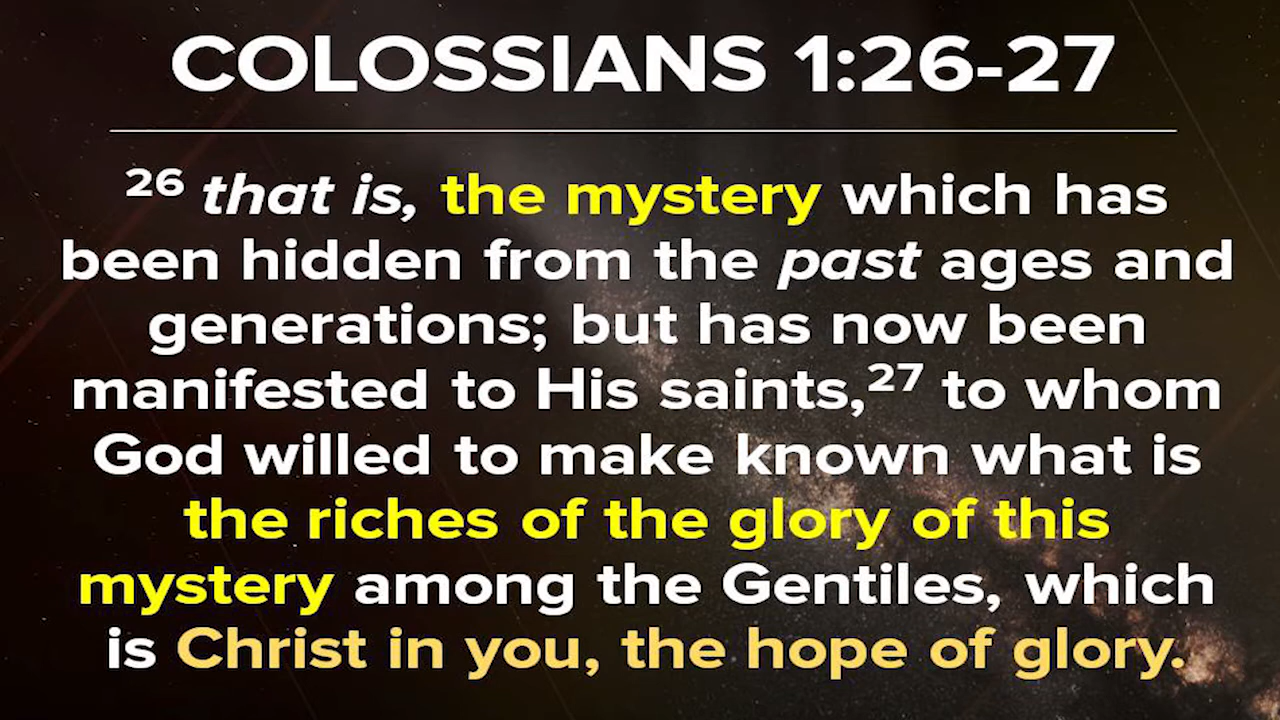 COLOSSIANS 1:26-27
26 that is, the mystery which has
been hidden from the past ages and
generations; but has now been
manifested to His saints,27 to whom
God willed to make known what is
the riches of the glory of this
mystery among the Gentiles, which
is Christ in you, the hope of glory.